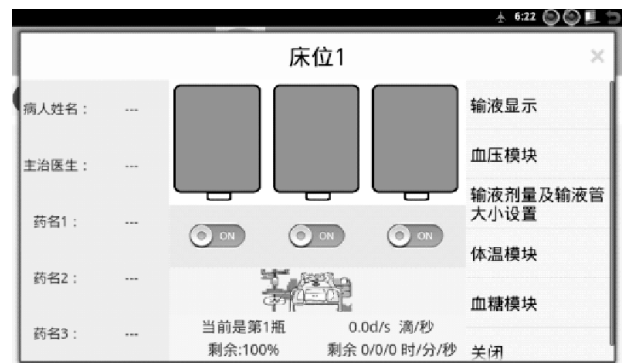 6:22
床位1
×
病人姓名： ---
主治医生： ---
药名1： ---
药名2： ---
药名3： ---
ON ON ON
当前是第1瓶 0.0d/s 滴/秒
剩余:100% 剩余 0/0/0 时/分/秒
输液显示
血压模块
输液剂量及输液管
大小设置
体温模块
血糖模块
关闭